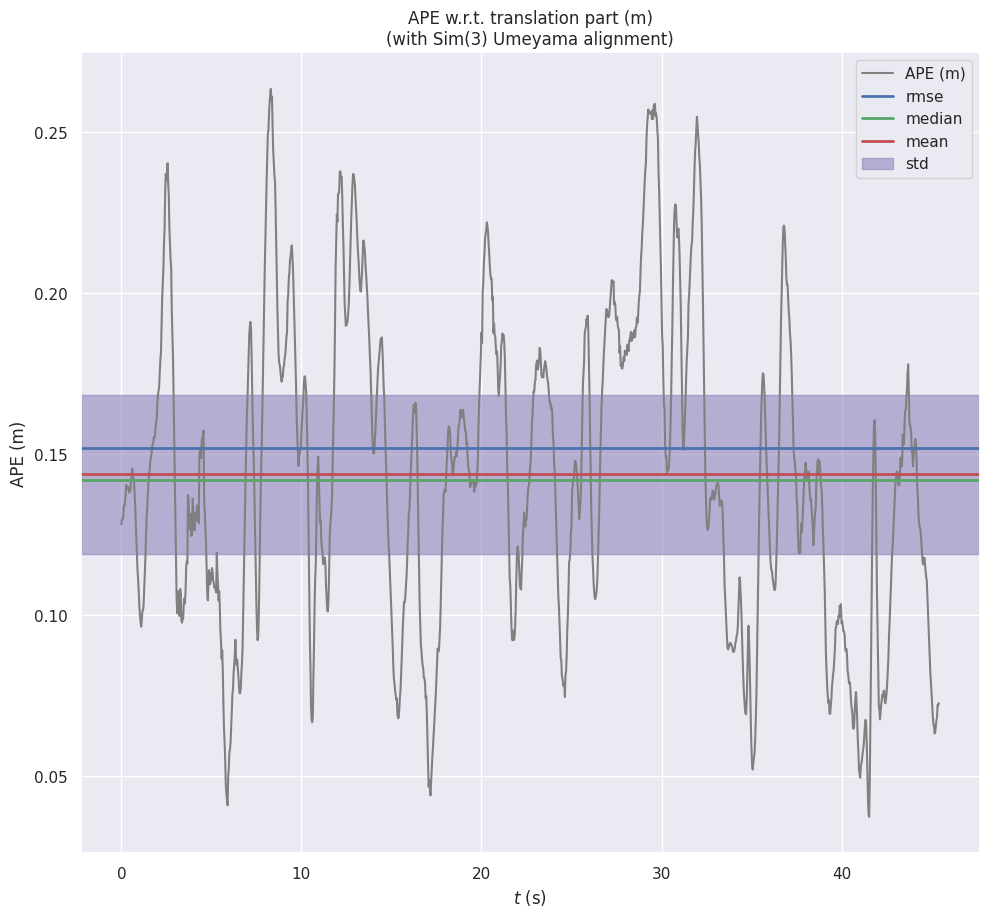 APE w.r.t. translation part (m)
(with Sim(3) Umeyama alignment)
APE (m)
rmse
median
mean
std
0.25
0.20
0.15
0.10
0.05
APE (m)
0 10 20 30 40
t (s)